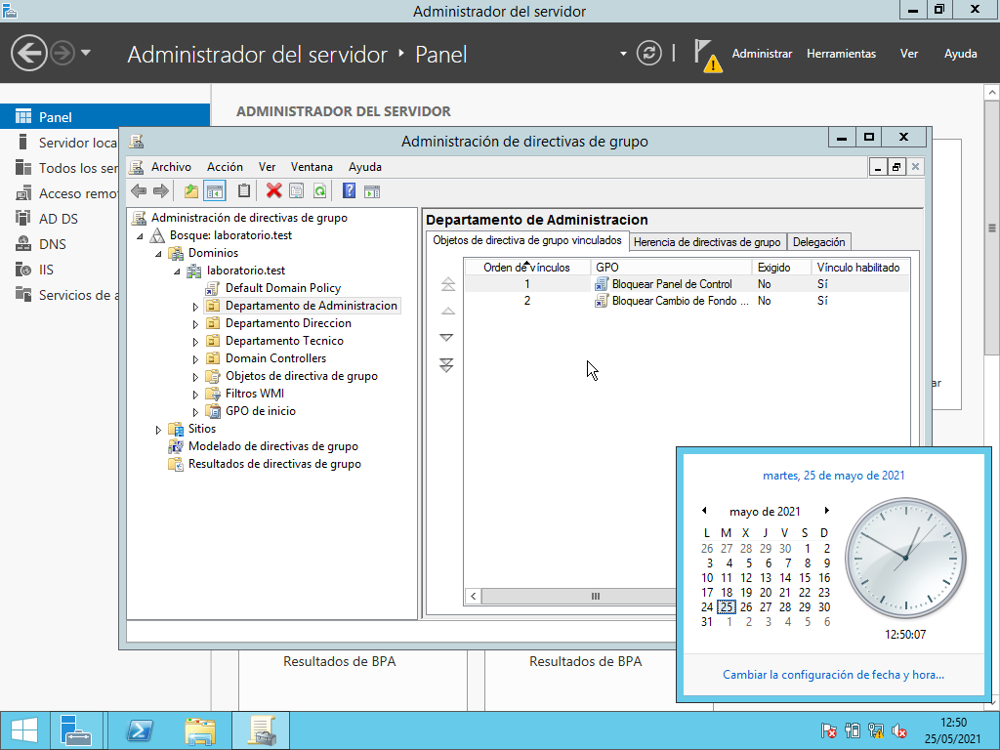 Administrador del servidor
Administrador del servidor
Panel
Administrar
Herramientas
Ver
Ayuda
Panel
Servidor loca
Todos los ser
Acceso remo
AD DS
DNS
IIS
Servicios de a
ADMINISTRADOR DEL SERVIDOR
Administración de directivas de grupo
Archivo
Acción
Ver
Ventana
Ayuda
Administración de directivas de grupo
Bosque: laboratorio.test
Dominios
laboratorio.test
Default Domain Policy
Departamento de Administracion
Departamento Direccion
Departamento Tecnico
Domain Controllers
Objetos de directiva de grupo
Filtros WMI
GPO de inicio
Sitios
Modelado de directivas de grupo
Resultados de directivas de grupo
Departamento de Administracion
Objetos de directiva de grupo vinculados
Herencia de directivas de grupo
Delegación
Orden de vínculos GPO Exigido Vínculo habilitado
1 Bloquear Panel de Control No Sí
2 Bloquear Cambio de Fondo ... No Sí
ar
Resultados de BPA
Resultados de BPA
martes, 25 de mayo de 2021
mayo de 2021
L M X J V S D
26 27 28 29 30 1 2
3 4 5 6 7 8 9
10 11 12 13 14 15 16
17 18 19 20 21 22 23
24 25 26 27 28 29 30
31 1 2 3 4 5 6
12:50:07
Cambiar la configuración de fecha y hora...
12:50
25/05/2021